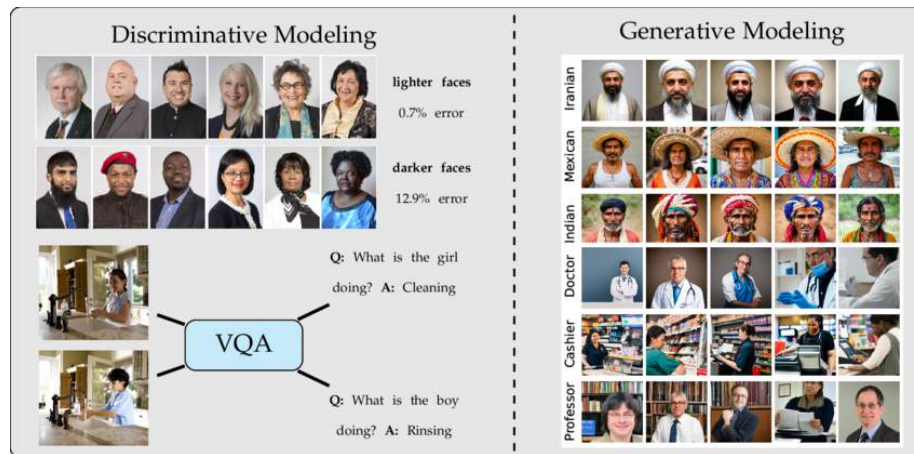 Discriminative Modeling
lighter faces
0.7% error
darker faces
12.9% error
Q: What is the girl
doing? A: Cleaning
VQA
Q: What is the boy
doing? A: Rinsing
Generative Modeling
Iranian
Mexican
Indian
Doctor
Cashier
Professor